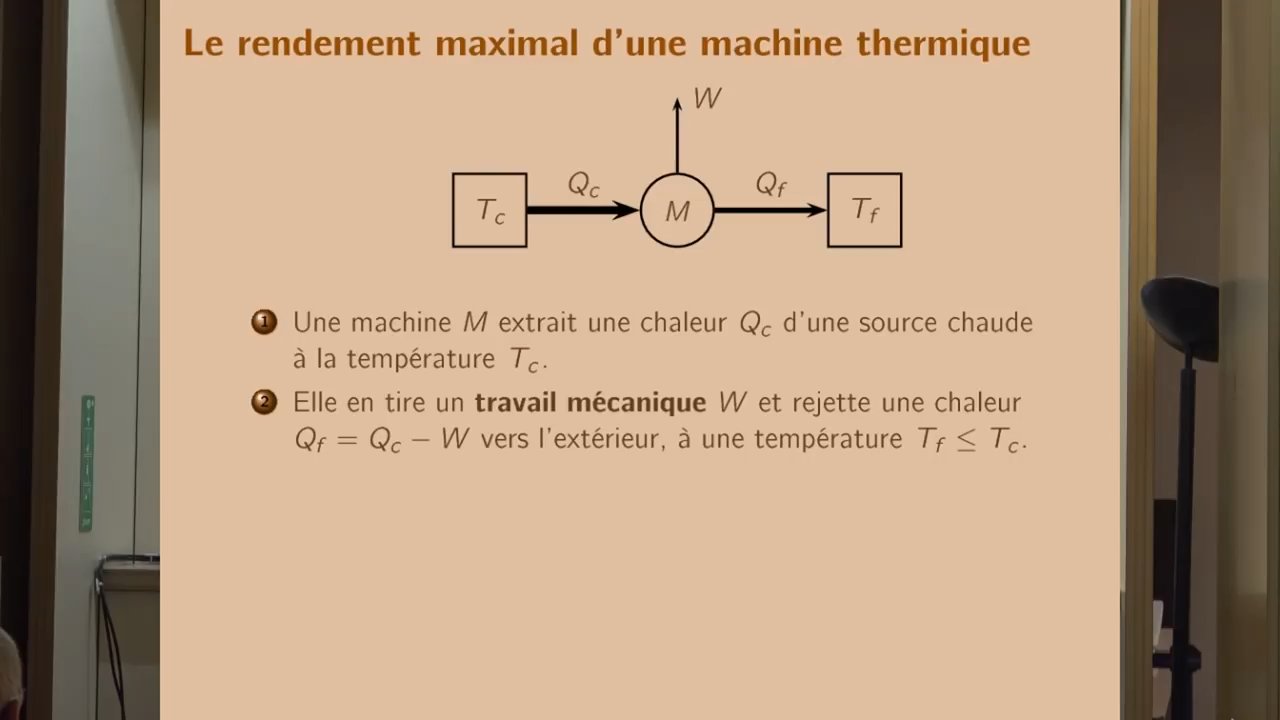 Le rendement maximal d'une machine thermique
W
Q_c
Q_f
T_c
M
T_f
1 Une machine M extrait une chaleur Q_c d'une source chaude
à la température T_c.
2 Elle en tire un travail mécanique W et rejette une chaleur
Q_f = Q_c − W vers l'extérieur, à une température T_f ≤ T_c.